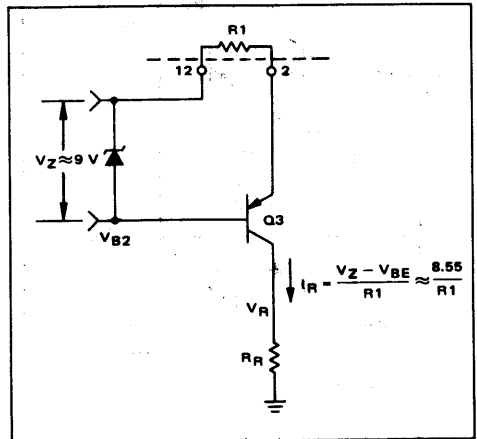 R1
12
2
VZ ≈ 9 V
Q3
VB2
IR = VZ − VBE / R1 ≈ 8.55 / R1
VR
RR